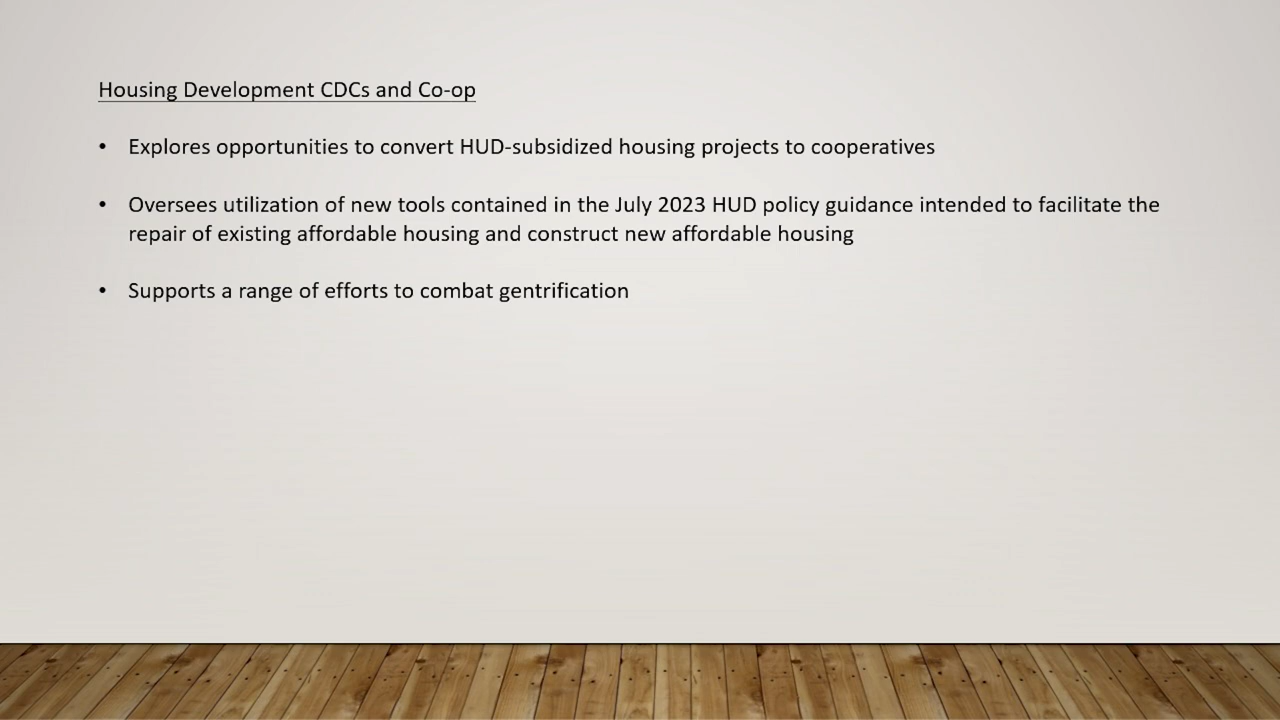 Housing Development CDCs and Co-op
• Explores opportunities to convert HUD-subsidized housing projects to cooperatives
• Oversees utilization of new tools contained in the July 2023 HUD policy guidance intended to facilitate the
repair of existing affordable housing and construct new affordable housing
• Supports a range of efforts to combat gentrification